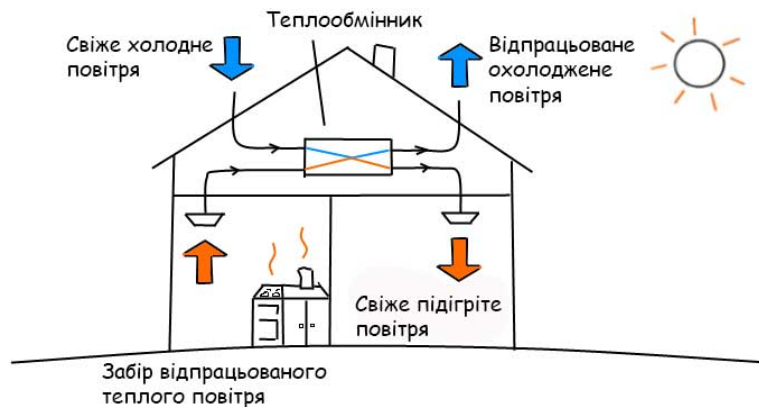 Теплообмінник
Свіже холодне
повітря
Відпрацьоване
охолоджене
повітря
Свіже підігріте
повітря
Забір відпрацьованого
теплого повітря